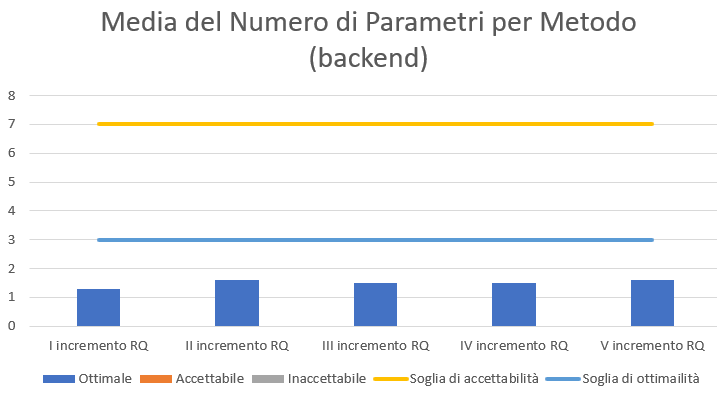 Media del Numero di Parametri per Metodo
(backend)
8
7
6
5
4
3
2
1
0
I incremento RQ II incremento RQ III incremento RQ IV incremento RQ V incremento RQ
Ottimale Accettabile Inaccettabile Soglia di accettabilità Soglia di ottimailità